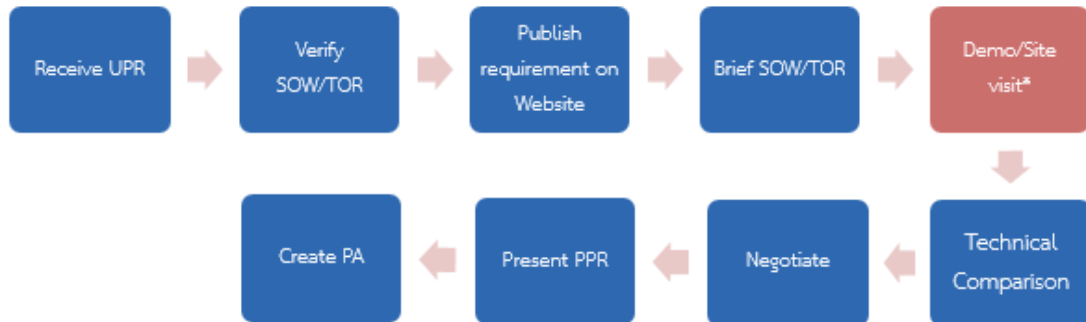 Receive UPR
Verify
SOW/TOR
Publish
requirement on
Website
Brief SOW/TOR
Demo/Site
visit*
Create PA
Present PPR
Negotiate
Technical
Comparison